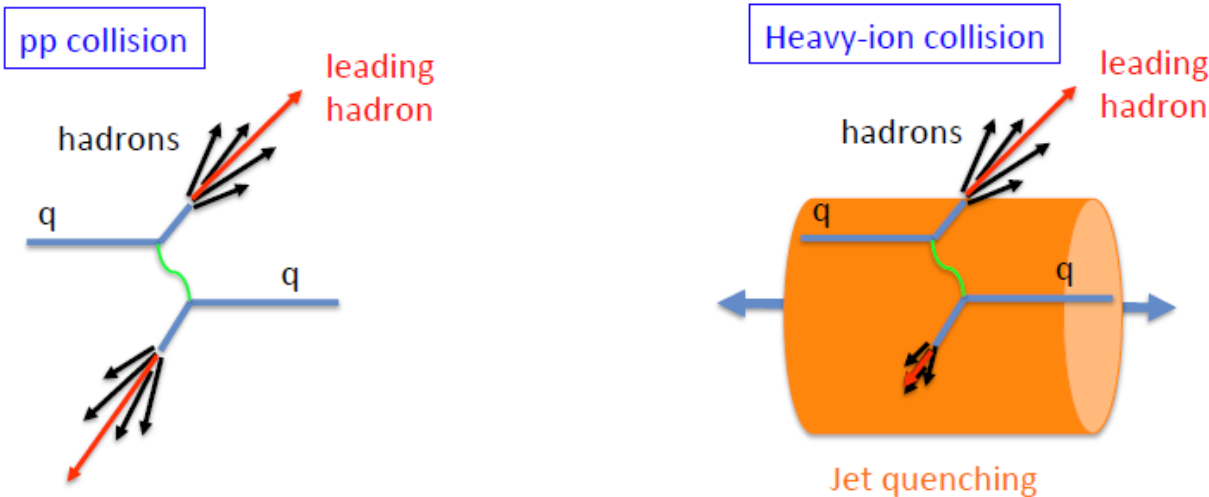 pp collision
leading
hadron
hadrons
q
q
Heavy-ion collision
leading
hadron
hadrons
q
q
Jet quenching